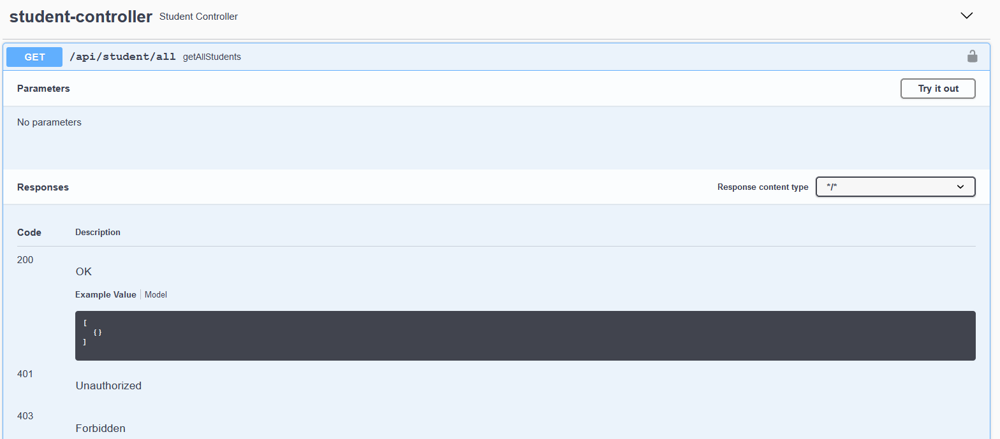 student-controller Student Controller
GET /api/student/all getAllStudents
Parameters Try it out
No parameters
Responses Response content type */*
Code Description
200
OK
Example Value Model
[
  {}
]
401
Unauthorized
403
Forbidden